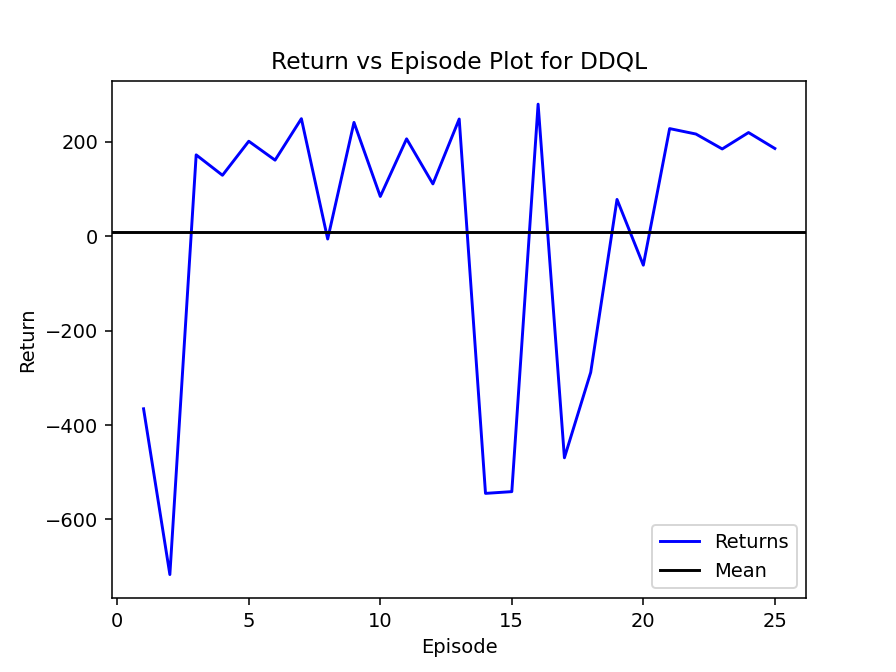 Return vs Episode Plot for DDQL
200
0
−200
−400
−600
Return
0 5 10 15 20 25
Episode
Returns
Mean